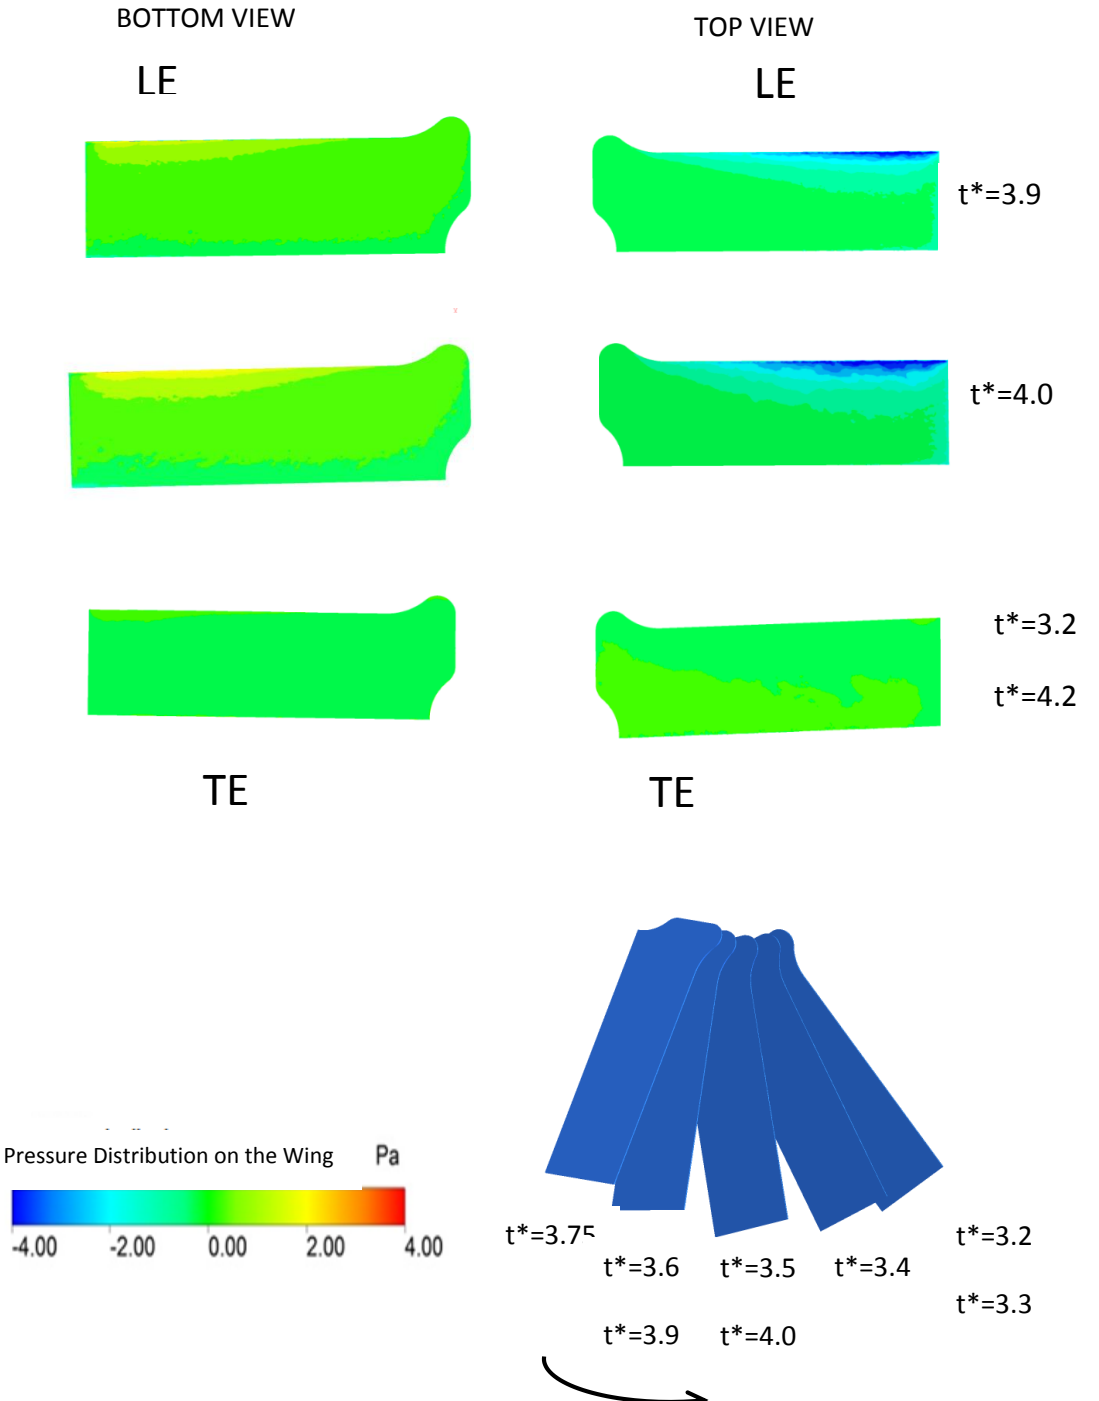 BOTTOM VIEW
TOP VIEW
LE
LE
t*=3.9
x
t*=4.0
t*=3.2
t*=4.2
TE
TE
Pressure Distribution on the Wing
Pa
-4.00 -2.00 0.00 2.00 4.00
t*=3.75
t*=3.6
t*=3.5
t*=3.4
t*=3.2
t*=3.3
t*=3.9
t*=4.0